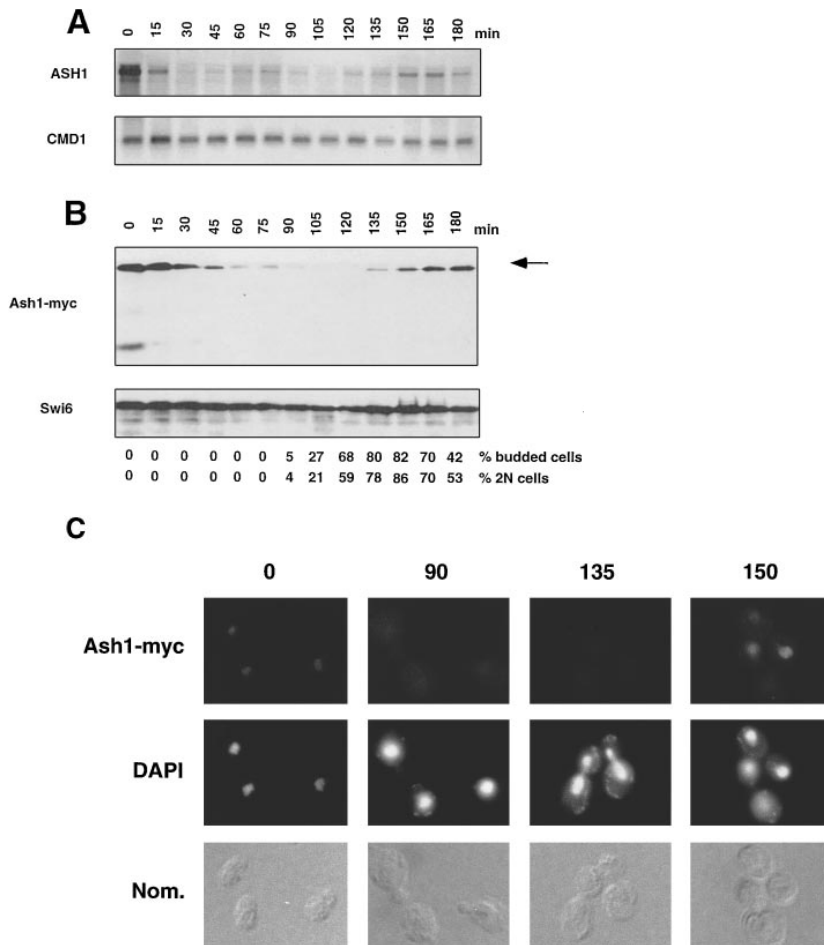 A
0 15 30 45 60 75 90 105 120 135 150 165 180 min
ASH1
CMD1
B
0 15 30 45 60 75 90 105 120 135 150 165 180 min
Ash1-myc
Swi6
0 0 0 0 0 0 5 27 68 80 82 70 42 % budded cells
0 0 0 0 0 0 4 21 59 78 86 70 53 % 2N cells
C
0 90 135 150
Ash1-myc
DAPI
Nom.